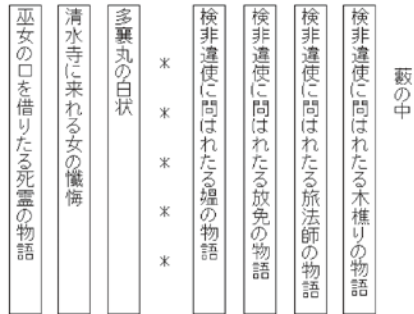 藪の中
検非違使に問はれたる木樵りの物語
検非違使に問はれたる旅法師の物語
検非違使に問はれたる放免の物語
検非違使に問はれたる媼の物語
＊ ＊ ＊ ＊ ＊
多襄丸の白状
清水寺に来れる女の懺悔
巫女の口を借りたる死霊の物語